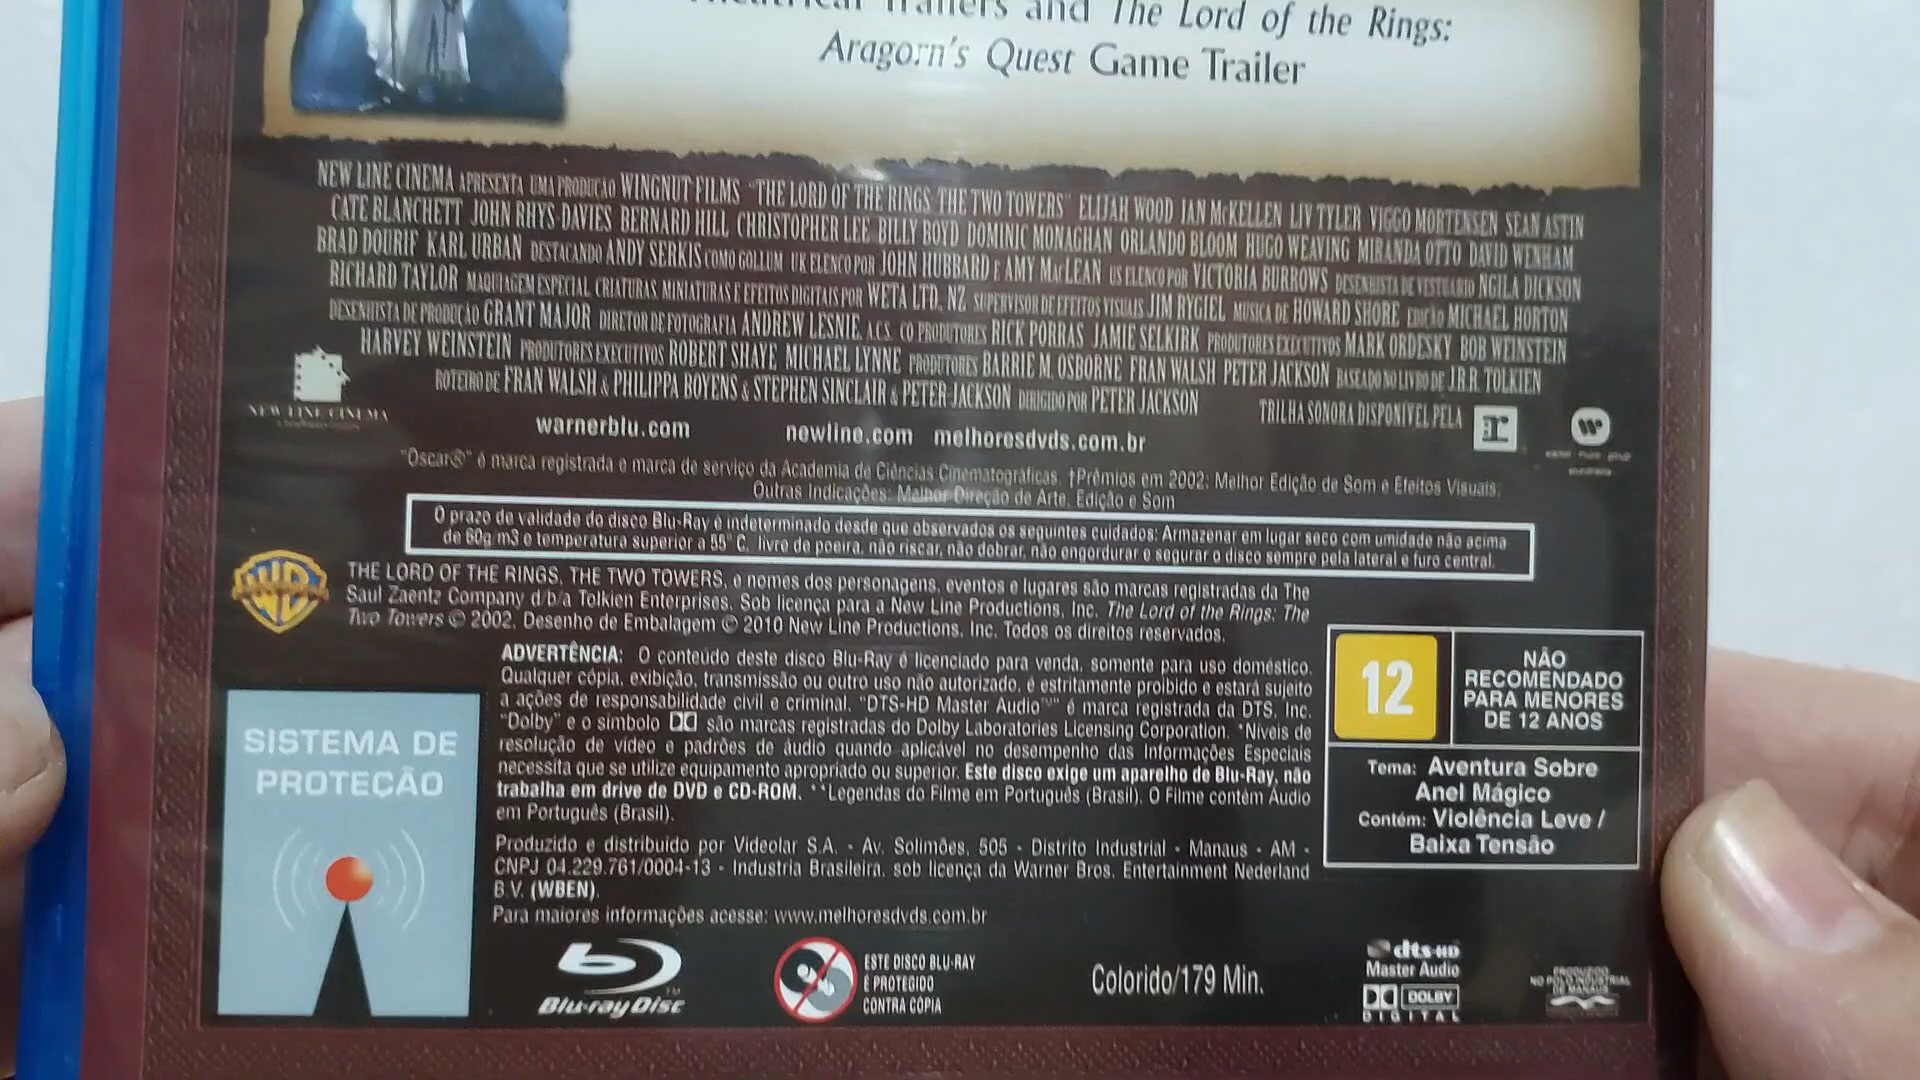 Theatrical Trailers and The Lord of the Rings:
Aragorn's Quest Game Trailer
NEW LINE CINEMA APRESENTA UMA PRODUÇÃO WINGNUT FILMS "THE LORD OF THE RINGS THE TWO TOWERS" ELIJAH WOOD IAN McKELLEN LIV TYLER VIGGO MORTENSEN SEAN ASTIN
CATE BLANCHETT JOHN RHYS-DAVIES BERNARD HILL CHRISTOPHER LEE BILLY BOYD DOMINIC MONAGHAN ORLANDO BLOOM HUGO WEAVING MIRANDA OTTO DAVID WENHAM
BRAD DOURIF KARL URBAN DESTACANDO ANDY SERKIS COMO GOLLUM UK ELENCO POR JOHN HUBBARD E AMY MacLEAN US ELENCO POR VICTORIA BURROWS DESENHISTA DE VESTUÁRIO NGILA DICKSON
RICHARD TAYLOR MAQUIAGEM ESPECIAL, CRIATURAS, MINIATURAS E EFEITOS DIGITAIS POR WETA LTD. NZ SUPERVISOR DE EFEITOS VISUAIS JIM RYGIEL MÚSICA DE HOWARD SHORE EDIÇÃO MICHAEL HORTON
DESENHISTA DE PRODUÇÃO GRANT MAJOR DIRETOR DE FOTOGRAFIA ANDREW LESNIE, A.C.S. CO PRODUTORES RICK PORRAS JAMIE SELKIRK PRODUTORES EXECUTIVOS MARK ORDESKY BOB WEINSTEIN
HARVEY WEINSTEIN PRODUTORES EXECUTIVOS ROBERT SHAYE MICHAEL LYNNE PRODUTORES BARRIE M. OSBORNE FRAN WALSH PETER JACKSON BASEADO NO LIVRO DE J.R.R. TOLKIEN
ROTEIRO DE FRAN WALSH & PHILIPPA BOYENS & STEPHEN SINCLAIR & PETER JACKSON DIRIGIDO POR PETER JACKSON
TRILHA SONORA DISPONÍVEL PELA
NEW LINE CINEMA
warnerblu.com newline.com melhoresdvds.com.br
"Oscar®" é marca registrada e marca de serviço da Academia de Ciências Cinematográficas. †Prêmios em 2002: Melhor Edição de Som e Efeitos Visuais;
Outras Indicações: Melhor Direção de Arte, Edição e Som
O prazo de validade do disco Blu-Ray é indeterminado desde que observados os seguintes cuidados: Armazenar em lugar seco com umidade não acima
de 60g m3 e temperatura superior a 55° C, livre de poeira, não riscar, não dobrar, não engordurar e segurar o disco sempre pela lateral e furo central.
WB
THE LORD OF THE RINGS, THE TWO TOWERS, e nomes dos personagens, eventos e lugares são marcas registradas da The
Saul Zaentz Company d/b/a Tolkien Enterprises. Sob licença para a New Line Productions, Inc. The Lord of the Rings: The
Two Towers © 2002, Desenho de Embalagem © 2010 New Line Productions, Inc. Todos os direitos reservados.
ADVERTÊNCIA: O conteúdo deste disco Blu-Ray é licenciado para venda, somente para uso doméstico.
Qualquer cópia, exibição, transmissão ou outro uso não autorizado, é estritamente proibido e estará sujeito
a ações de responsabilidade civil e criminal. "DTS-HD Master Audio™" é marca registrada da DTS, Inc.
"Dolby" e o símbolo DD são marcas registradas do Dolby Laboratories Licensing Corporation. *Níveis de
resolução de vídeo e padrões de áudio quando aplicável no desempenho das Informações Especiais
necessita que se utilize equipamento apropriado ou superior. Este disco exige um aparelho de Blu-Ray, não
trabalha em drive de DVD e CD-ROM. **Legendas do Filme em Português (Brasil). O Filme contém Áudio
em Português (Brasil).
Produzido e distribuído por Videolar S.A. - Av. Solimões, 505 - Distrito Industrial - Manaus - AM -
CNPJ 04.229.761/0004-13 - Industria Brasileira, sob licença da Warner Bros. Entertainment Nederland
B.V. (WBEN).
Para maiores informações acesse: www.melhoresdvds.com.br
SISTEMA DE
PROTEÇÃO
12
NÃO
RECOMENDADO
PARA MENORES
DE 12 ANOS
Tema: Aventura Sobre
Anel Mágico
Contém: Violência Leve /
Baixa Tensão
Blu-ray Disc™
ESTE DISCO BLU-RAY
É PROTEGIDO
CONTRA CÓPIA
Colorido/179 Min.
dts-HD
Master Audio
DOLBY
DIGITAL
PRODUZIDO
NO POLO INDUSTRIAL
DE MANAUS